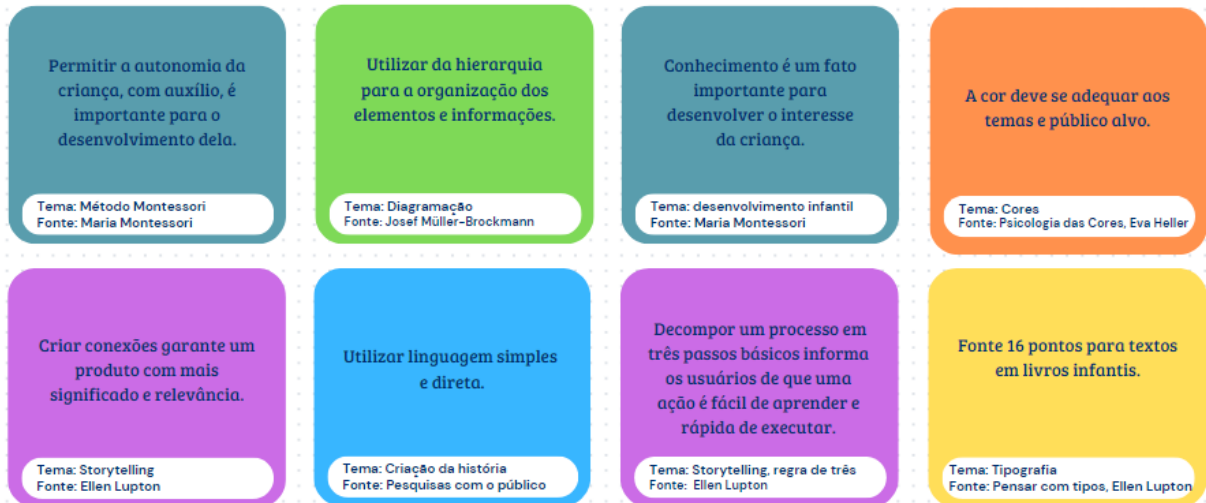 Permitir a autonomia da
criança, com auxílio, é
importante para o
desenvolvimento dela.
Tema: Método Montessori
Fonte: Maria Montessori
Utilizar da hierarquia
para a organização dos
elementos e informações.
Tema: Diagramação
Fonte: Josef Müller-Brockmann
Conhecimento é um fato
importante para
desenvolver o interesse
da criança.
Tema: desenvolvimento infantil
Fonte: Maria Montessori
A cor deve se adequar aos
temas e público alvo.
Tema: Cores
Fonte: Psicologia das Cores, Eva Heller
Criar conexões garante um
produto com mais
significado e relevância.
Tema: Storytelling
Fonte: Ellen Lupton
Utilizar linguagem simples
e direta.
Tema: Criação da história
Fonte: Pesquisas com o público
Decompor um processo em
três passos básicos informa
os usuários de que uma
ação é fácil de aprender e
rápida de executar.
Tema: Storytelling, regra de três
Fonte: Ellen Lupton
Fonte 16 pontos para textos
em livros infantis.
Tema: Tipografia
Fonte: Pensar com tipos, Ellen Lupton